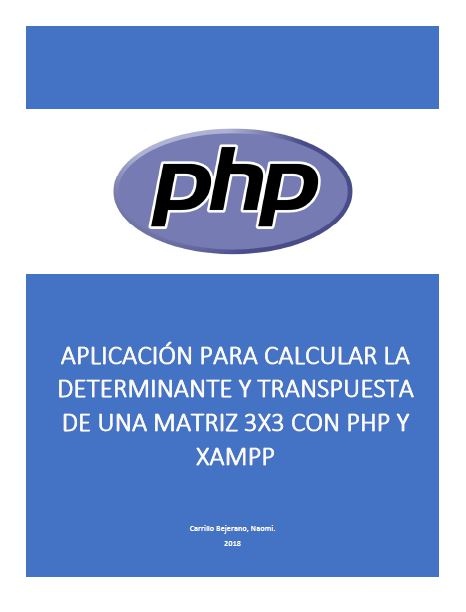 php
APLICACIÓN PARA CALCULAR LA
DETERMINANTE Y TRANSPUESTA
DE UNA MATRIZ 3X3 CON PHP Y
XAMPP
Carrillo Bejerano, Naomi.
2018